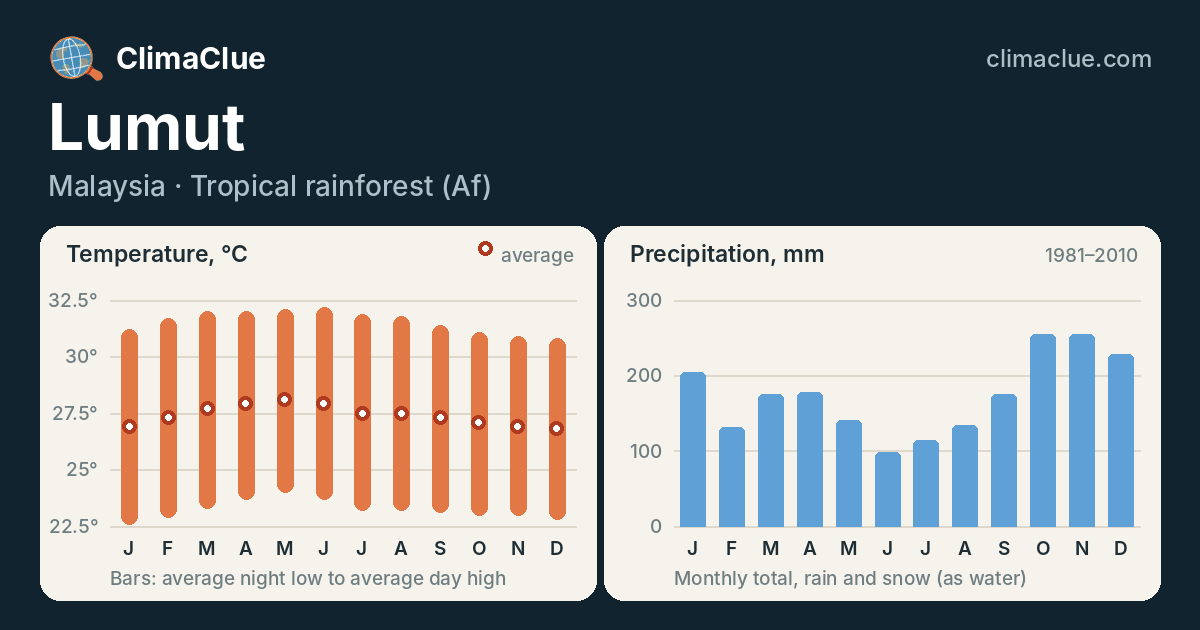 ClimaClue
climaclue.com
Lumut
Malaysia · Tropical rainforest (Af)
Temperature, °C
average
32.5°
30°
27.5°
25°
22.5°
J F M A M J J A S O N D
Bars: average night low to average day high
Precipitation, mm
1981–2010
300
200
100
0
J F M A M J J A S O N D
Monthly total, rain and snow (as water)